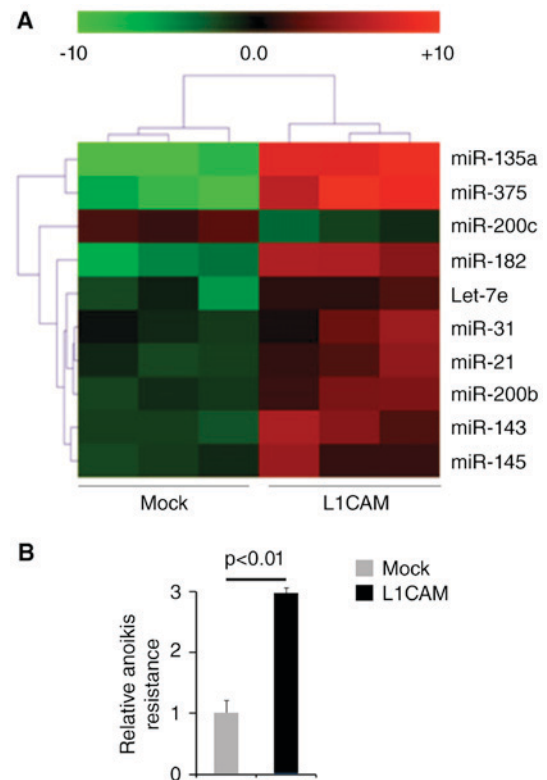 A
-10 0.0 +10
miR-135a
miR-375
miR-200c
miR-182
Let-7e
miR-31
miR-21
miR-200b
miR-143
miR-145
Mock L1CAM
B
p<0.01
Mock
L1CAM
Relative anoikis
resistance
3
2
1
0